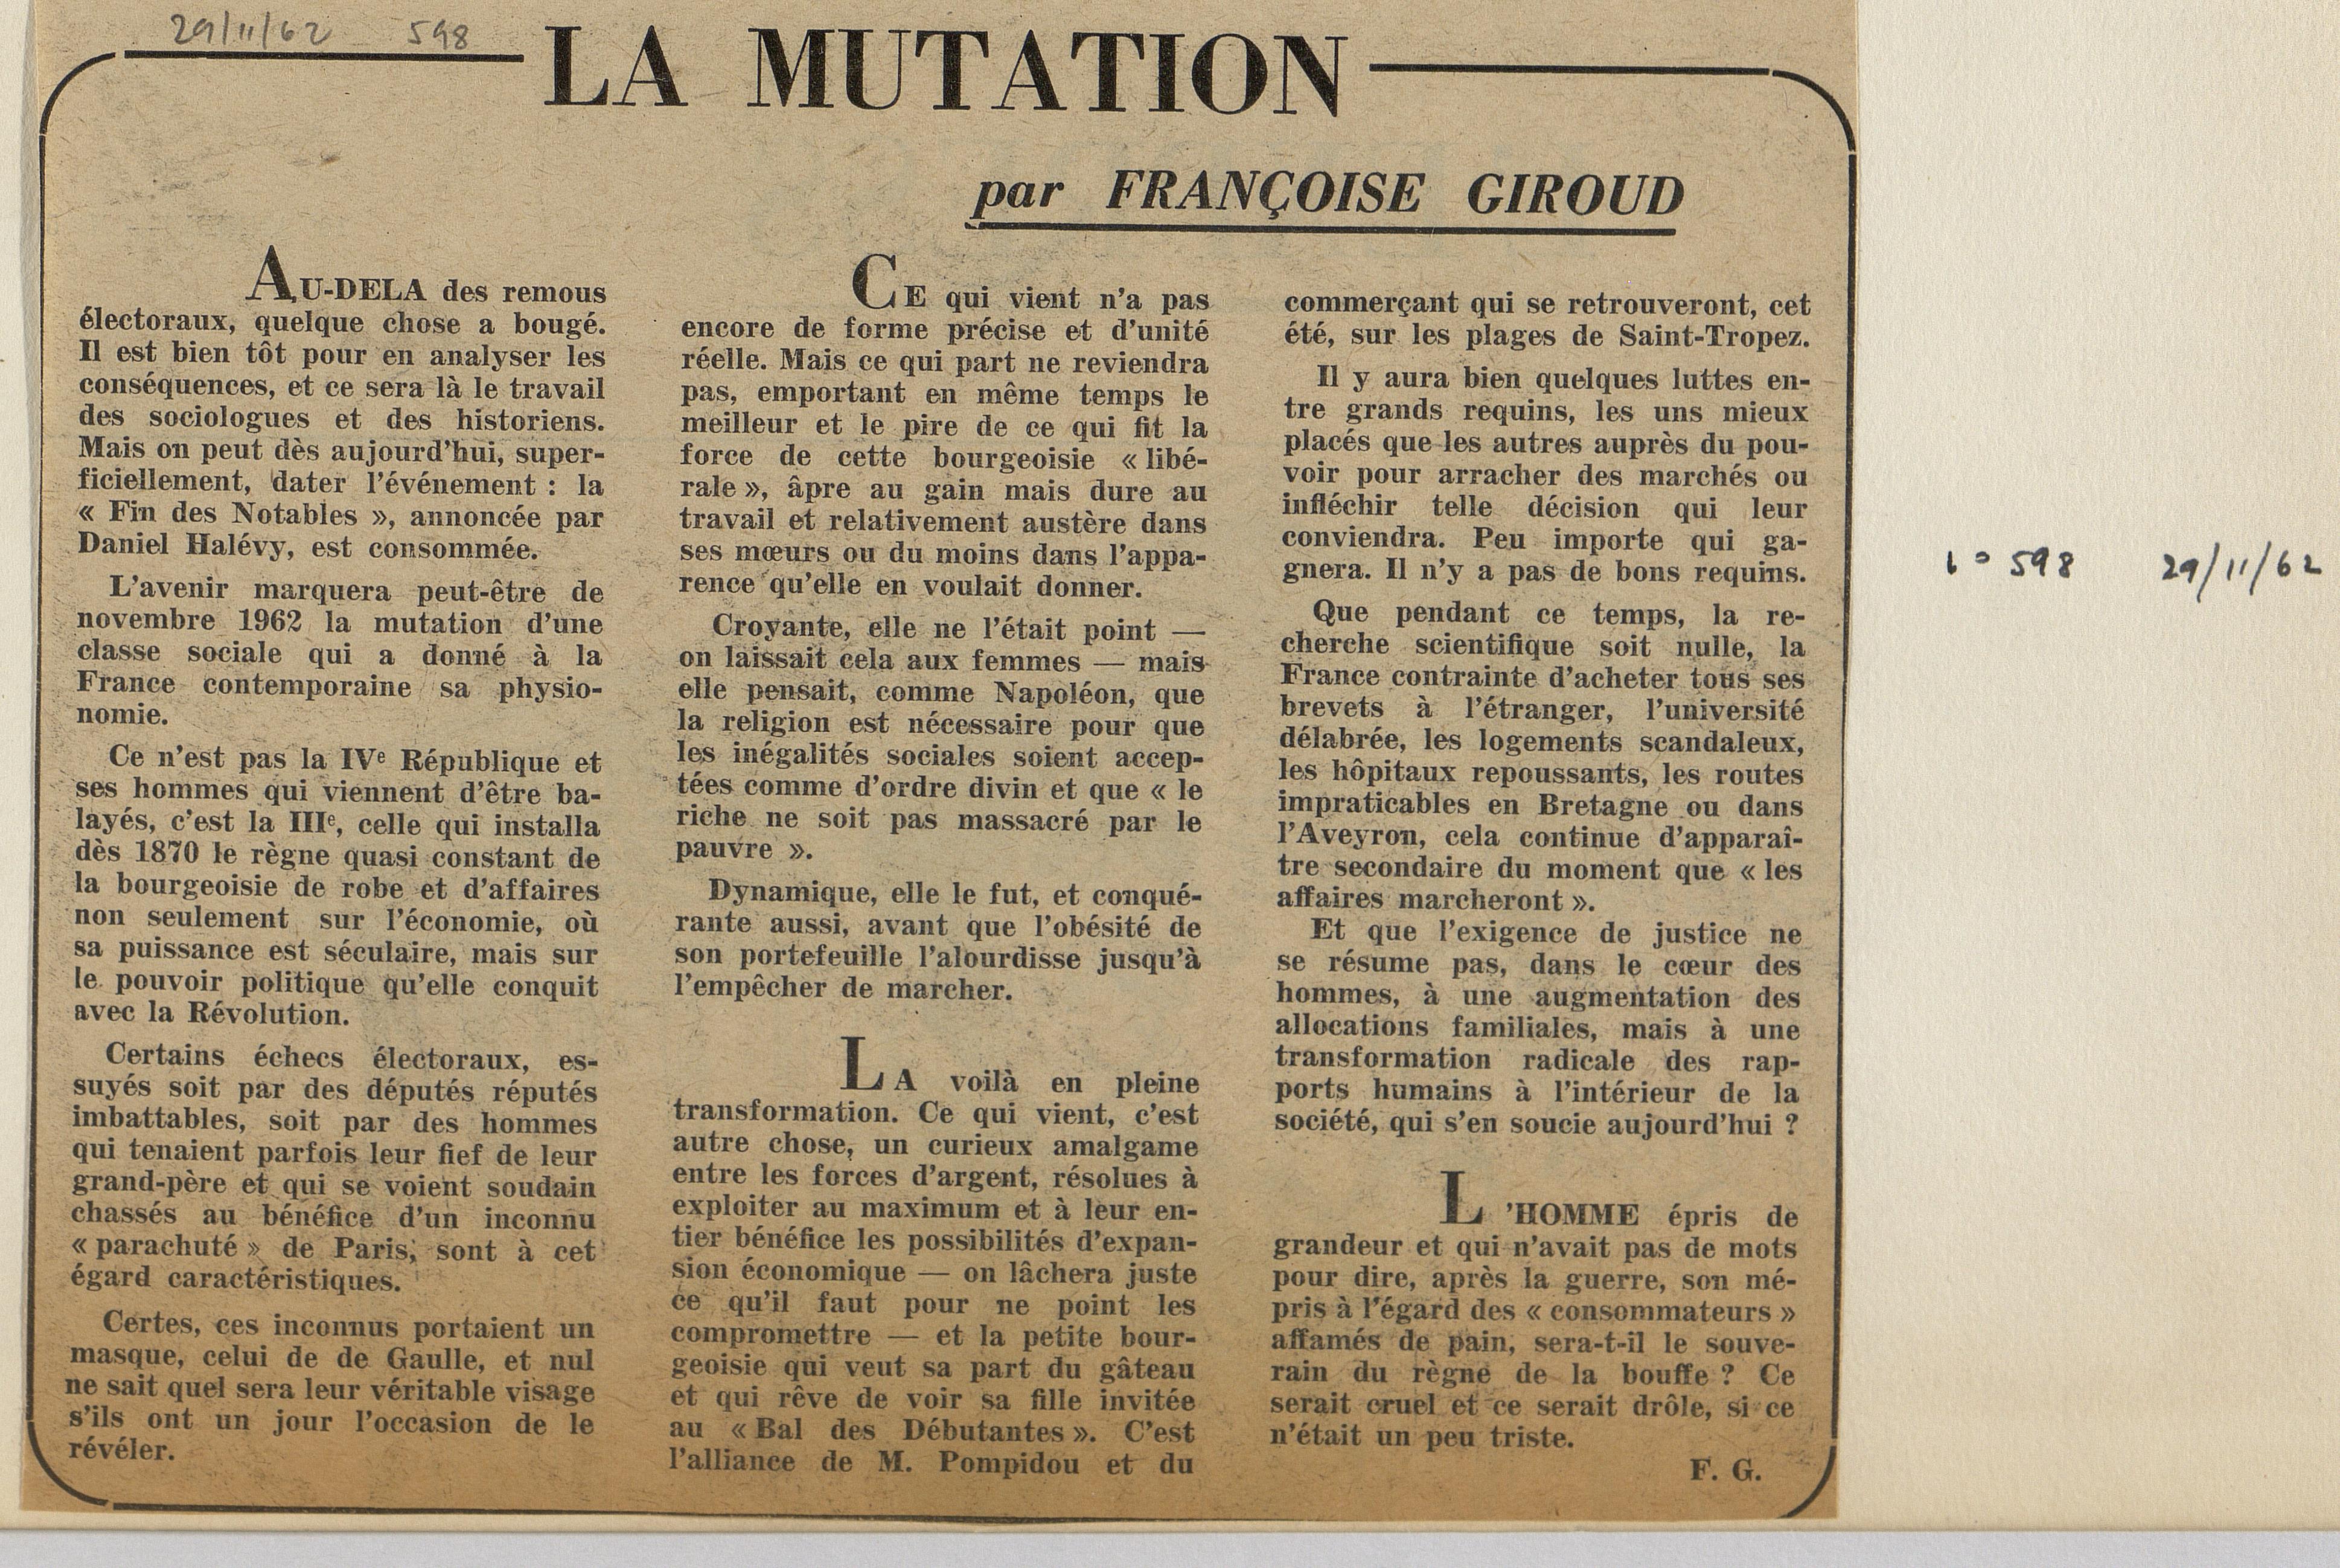 29/11/62 598
LA MUTATION
par FRANÇOISE GIROUD
AU-DELA des remous
électoraux, quelque chose a bougé.
Il est bien tôt pour en analyser les
conséquences, et ce sera là le travail
des sociologues et des historiens.
Mais on peut dès aujourd'hui, super-
ficiellement, dater l'événement : la
« Fin des Notables », annoncée par
Daniel Halévy, est consommée.
L'avenir marquera peut-être de
novembre 1962 la mutation d'une
classe sociale qui a donné à la
France contemporaine sa physio-
nomie.
Ce n'est pas la IVe République et
ses hommes qui viennent d'être ba-
layés, c'est la IIIe, celle qui installa
dès 1870 le règne quasi constant de
la bourgeoisie de robe et d'affaires
non seulement sur l'économie, où
sa puissance est séculaire, mais sur
le pouvoir politique qu'elle conquit
avec la Révolution.
Certains échecs électoraux, es-
suyés soit par des députés réputés
imbattables, soit par des hommes
qui tenaient parfois leur fief de leur
grand-père et qui se voient soudain
chassés au bénéfice d'un inconnu
« parachuté » de Paris, sont à cet
égard caractéristiques.
Certes, ces inconnus portaient un
masque, celui de de Gaulle, et nul
ne sait quel sera leur véritable visage
s'ils ont un jour l'occasion de le
révéler.
CE qui vient n'a pas
encore de forme précise et d'unité
réelle. Mais ce qui part ne reviendra
pas, emportant en même temps le
meilleur et le pire de ce qui fit la
force de cette bourgeoisie « libé-
rale », âpre au gain mais dure au
travail et relativement austère dans
ses mœurs ou du moins dans l'appa-
rence qu'elle en voulait donner.
Croyante, elle ne l'était point —
on laissait cela aux femmes — mais
elle pensait, comme Napoléon, que
la religion est nécessaire pour que
les inégalités sociales soient accep-
tées comme d'ordre divin et que « le
riche ne soit pas massacré par le
pauvre ».
Dynamique, elle le fut, et conqué-
rante aussi, avant que l'obésité de
son portefeuille l'alourdisse jusqu'à
l'empêcher de marcher.
LA voilà en pleine
transformation. Ce qui vient, c'est
autre chose, un curieux amalgame
entre les forces d'argent, résolues à
exploiter au maximum et à leur en-
tier bénéfice les possibilités d'expan-
sion économique — on lâchera juste
ce qu'il faut pour ne point les
compromettre — et la petite bour-
geoisie qui veut sa part du gâteau
et qui rêve de voir sa fille invitée
au « Bal des Débutantes ». C'est
l'alliance de M. Pompidou et du
commerçant qui se retrouveront, cet
été, sur les plages de Saint-Tropez.
Il y aura bien quelques luttes en-
tre grands requins, les uns mieux
placés que les autres auprès du pou-
voir pour arracher des marchés ou
infléchir telle décision qui leur
conviendra. Peu importe qui ga-
gnera. Il n'y a pas de bons requins.
Que pendant ce temps, la re-
cherche scientifique soit nulle, la
France contrainte d'acheter tous ses
brevets à l'étranger, l'université
délabrée, les logements scandaleux,
les hôpitaux repoussants, les routes
impraticables en Bretagne ou dans
l'Aveyron, cela continue d'apparaî-
tre secondaire du moment que « les
affaires marcheront ».
Et que l'exigence de justice ne
se résume pas, dans le cœur des
hommes, à une augmentation des
allocations familiales, mais à une
transformation radicale des rap-
ports humains à l'intérieur de la
société, qui s'en soucie aujourd'hui ?
L'HOMME épris de
grandeur et qui n'avait pas de mots
pour dire, après la guerre, son mé-
pris à l'égard des « consommateurs »
affamés de pain, sera-t-il le souve-
rain du règne de la bouffe ? Ce
serait cruel et ce serait drôle, si ce
n'était un peu triste.
F. G.
598 29/11/62